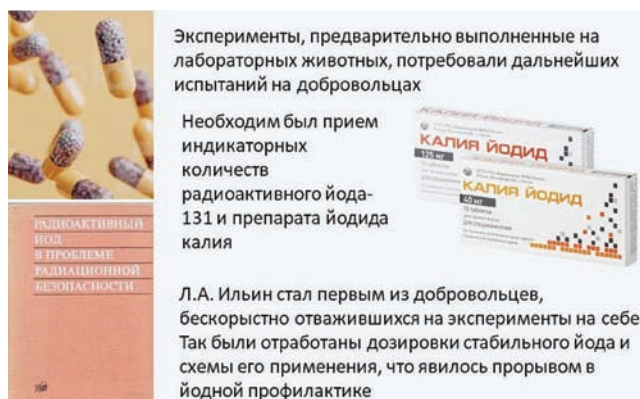 Эксперименты, предварительно выполненные на
лабораторных животных, потребовали дальнейших
испытаний на добровольцах
Необходим был прием
индикаторных
количеств
радиоактивного йода-
131 и препарата йодида
калия
КАЛИЯ ЙОДИД
125 мг
КАЛИЯ ЙОДИД
40 мг
РАДИОАКТИВНЫЙ
ИОД
В ПРОБЛЕМЕ
РАДИАЦИОННОЙ
БЕЗОПАСНОСТИ
Л.А. Ильин стал первым из добровольцев,
бескорыстно отважившихся на эксперименты на себе
Так были отработаны дозировки стабильного йода и
схемы его применения, что явилось прорывом в
йодной профилактике